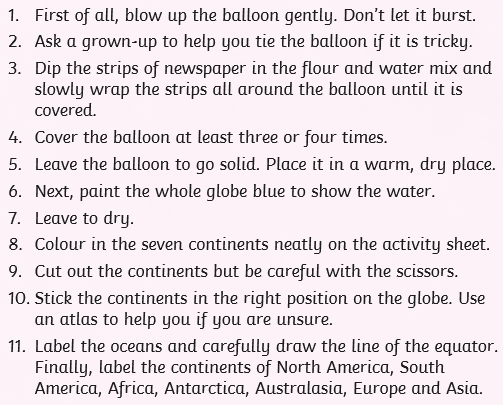 1. First of all, blow up the balloon gently. Don't let it burst.
2. Ask a grown-up to help you tie the balloon if it is tricky.
3. Dip the strips of newspaper in the flour and water mix and
slowly wrap the strips all around the balloon until it is
covered.
4. Cover the balloon at least three or four times.
5. Leave the balloon to go solid. Place it in a warm, dry place.
6. Next, paint the whole globe blue to show the water.
7. Leave to dry.
8. Colour in the seven continents neatly on the activity sheet.
9. Cut out the continents but be careful with the scissors.
10. Stick the continents in the right position on the globe. Use
an atlas to help you if you are unsure.
11. Label the oceans and carefully draw the line of the equator.
Finally, label the continents of North America, South
America, Africa, Antarctica, Australasia, Europe and Asia.